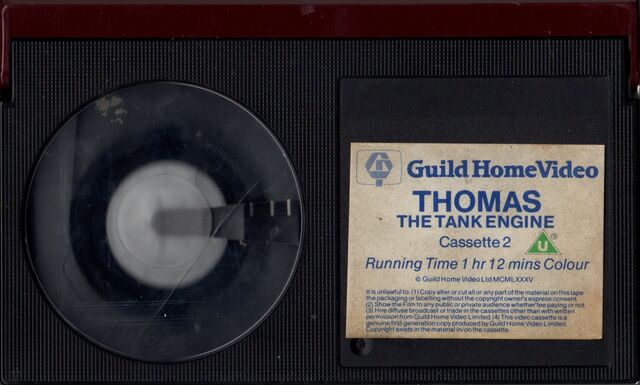 Guild Home Video
THOMAS
THE TANK ENGINE
Cassette 2 U
Running Time 1 hr 12 mins Colour
© Guild Home Video Ltd MCMLXXXV
It is unlawful to: (1) Copy alter or cut all or any part of the material on this tape
the packaging or labelling without the copyright owner's express consent.
(2) Show the Film to any public or private audience whether fee paying or not.
(3) Hire diffuse broadcast or trade in the cassettes other than with written
permission from Guild Home Video Limited. (4) This video cassette is a
genuine first generation copy produced by Guild Home Video Limited.
Copyright exists in the material in/on the cassette.